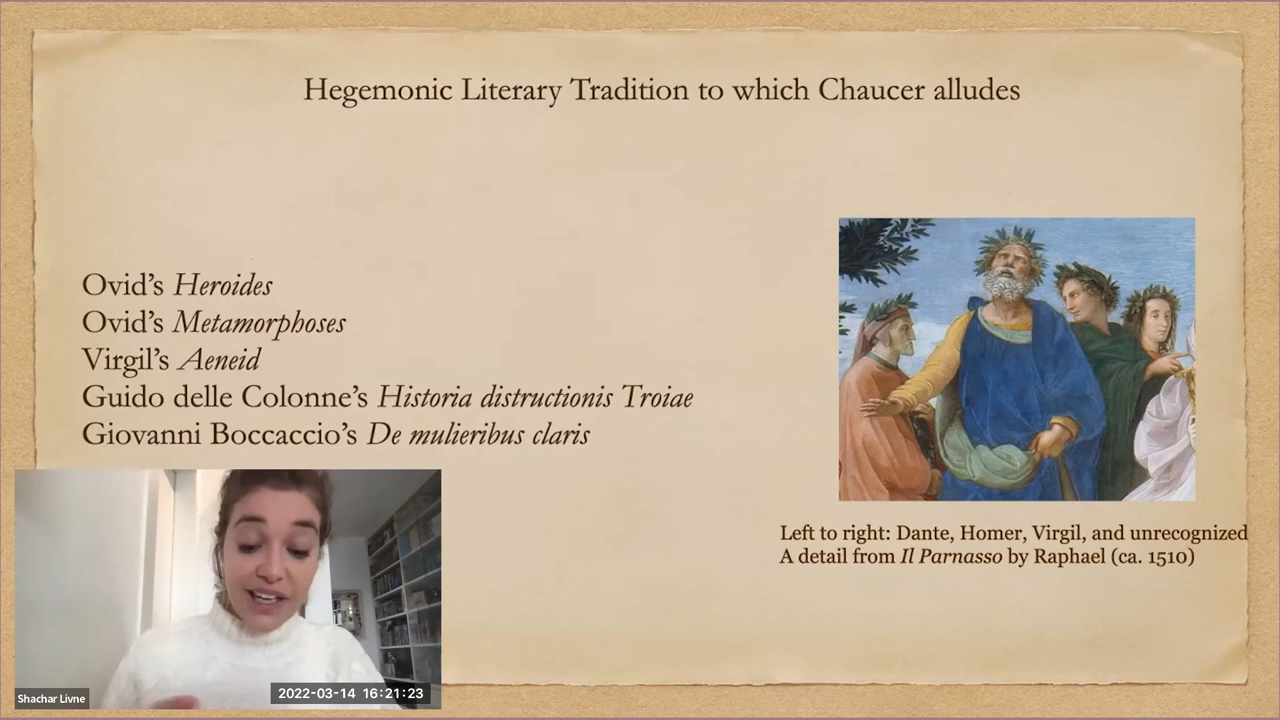 Hegemonic Literary Tradition to which Chaucer alludes
Ovid’s Heroides
Ovid’s Metamorphoses
Virgil’s Aeneid
Guido delle Colonne’s Historia distructionis Troiae
Giovanni Boccaccio’s De mulieribus claris
Left to right: Dante, Homer, Virgil, and unrecognized
A detail from Il Parnasso by Raphael (ca. 1510)
Shachar Livne
2022-03-14 16:21:23